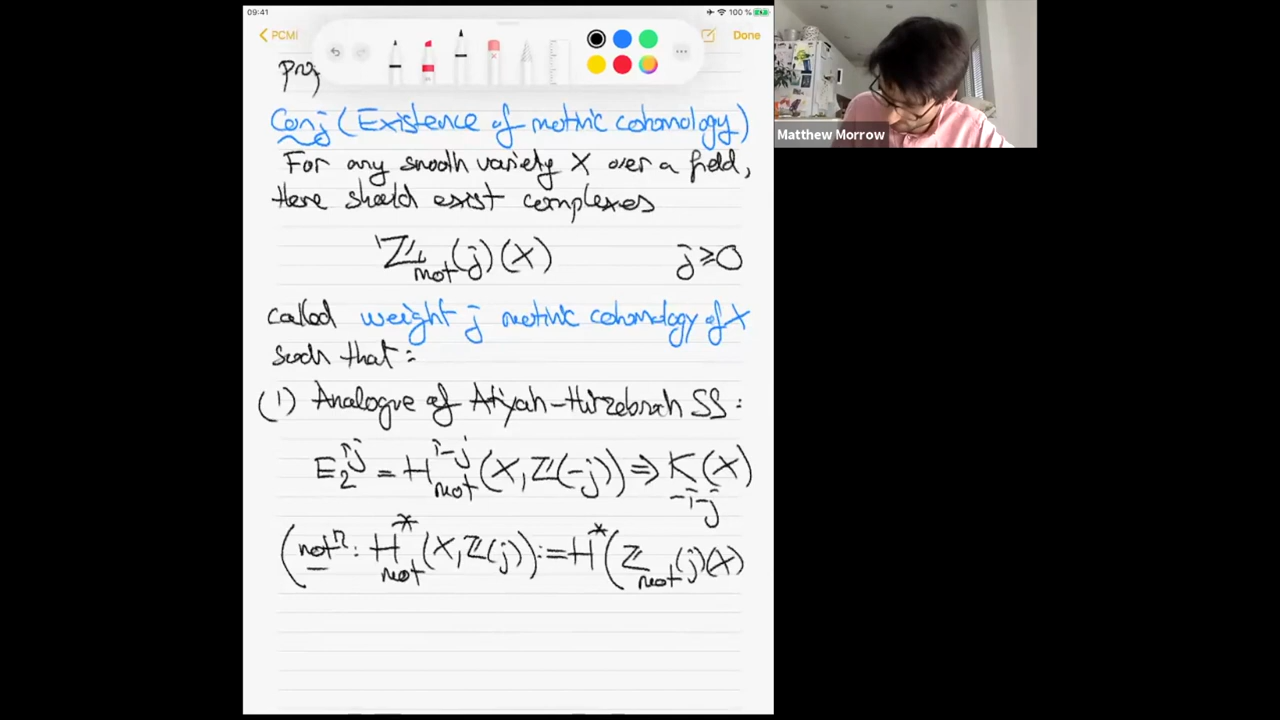 09:41
100 %
PCMI
Done
Conj (Existence of motivic cohomology)
For any smooth variety X over a field,
there should exist complexes
ℤ_mot(j)(X) j ≥ 0
called weight j motivic cohomology of X
such that:
(1) Analogue of Atiyah-Hirzebruch SS:
E_2^{ij} = H_mot^{i-j}(X, ℤ(-j)) ⇒ K_{-i-j}(X)
(notn: H*_mot(X, ℤ(j)) := H*(ℤ_mot(j)(X)
Matthew Morrow